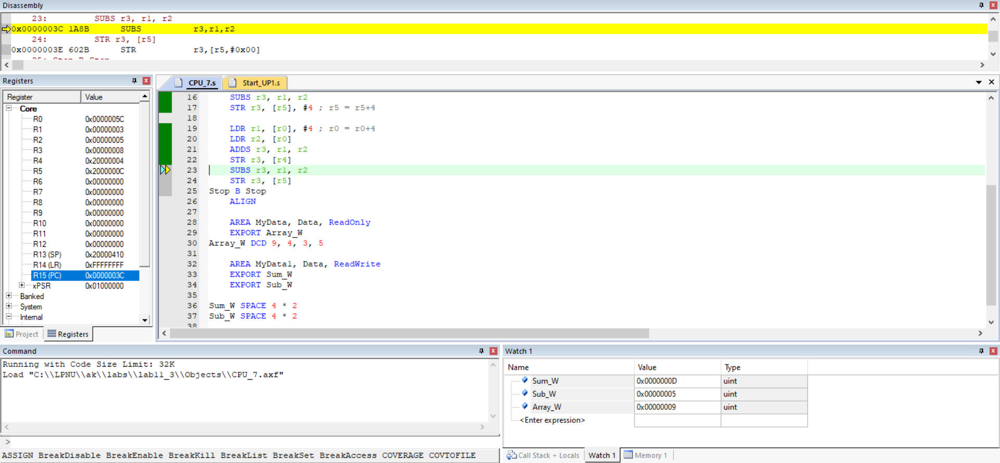 Disassembly
23: SUBS r3, r1, r2
0x0000003C 1A8B SUBS r3,r1,r2
24: STR r3, [r5]
0x0000003E 602B STR r3,[r5,#0x00]
25: Stop B Stop
Registers
Register Value
Core
R0 0x0000005C
R1 0x00000003
R2 0x00000005
R3 0x00000008
R4 0x20000004
R5 0x2000000C
R6 0x00000000
R7 0x00000000
R8 0x00000000
R9 0x00000000
R10 0x00000000
R11 0x00000000
R12 0x00000000
R13 (SP) 0x20000410
R14 (LR) 0xFFFFFFFF
R15 (PC) 0x0000003C
xPSR 0x01000000
Banked
System
Internal
Project Registers
CPU_7.s Start_UP1.s
16 SUBS r3, r1, r2
17 STR r3, [r5], #4 ; r5 = r5+4
18
19 LDR r1, [r0], #4 ; r0 = r0+4
20 LDR r2, [r0]
21 ADDS r3, r1, r2
22 STR r3, [r4]
23 SUBS r3, r1, r2
24 STR r3, [r5]
25 Stop B Stop
26 ALIGN
27
28 AREA MyData, Data, ReadOnly
29 EXPORT Array_W
30 Array_W DCD 9, 4, 3, 5
31
32 AREA MyData1, Data, ReadWrite
33 EXPORT Sum_W
34 EXPORT Sub_W
35
36 Sum_W SPACE 4 * 2
37 Sub_W SPACE 4 * 2
38
Command
Running with Code Size Limit: 32K
Load "C:\\LPNU\\ak\\labs\\lab11_3\\Objects\\CPU_7.axf"
>
ASSIGN BreakDisable BreakEnable BreakKill BreakList BreakSet BreakAccess COVERAGE COVTOFILE
Watch 1
Name Value Type
Sum_W 0x0000000D uint
Sub_W 0x00000005 uint
Array_W 0x00000009 uint
<Enter expression>
Call Stack + Locals Watch 1 Memory 1